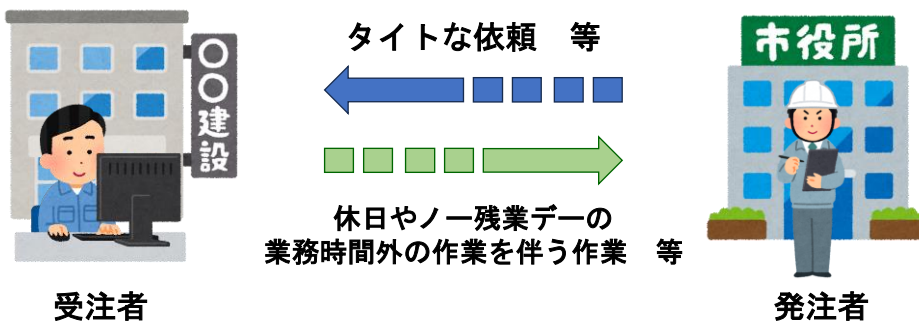 タイトな依頼　等
市役所
〇〇建設
休日やノー残業デーの
業務時間外の作業を伴う作業　等
受注者
発注者